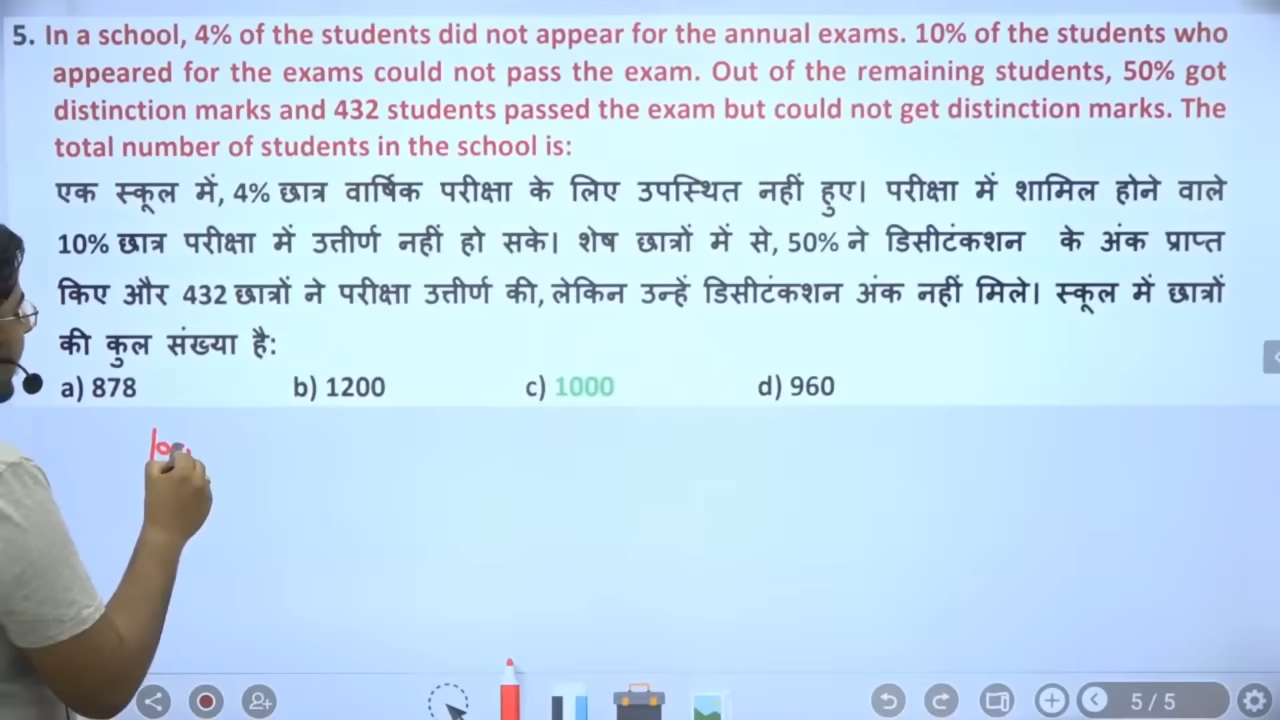 5. In a school, 4% of the students did not appear for the annual exams. 10% of the students who
appeared for the exams could not pass the exam. Out of the remaining students, 50% got
distinction marks and 432 students passed the exam but could not get distinction marks. The
total number of students in the school is:
एक स्कूल में, 4% छात्र वार्षिक परीक्षा के लिए उपस्थित नहीं हुए। परीक्षा में शामिल होने वाले
10% छात्र परीक्षा में उत्तीर्ण नहीं हो सके। शेष छात्रों में से, 50% ने डिसीटंकशन के अंक प्राप्त
किए और 432 छात्रों ने परीक्षा उत्तीर्ण की, लेकिन उन्हें डिसीटंकशन अंक नहीं मिले। स्कूल में छात्रों
की कुल संख्या है:
a) 878 b) 1200 c) 1000 d) 960
5 / 5